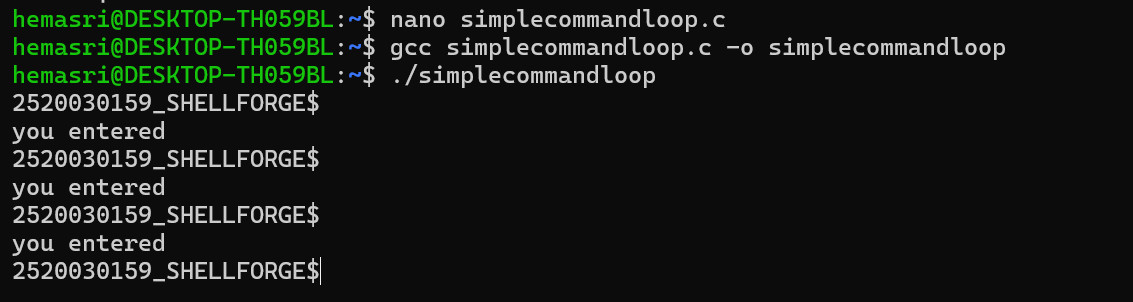 hemasri@DESKTOP-TH059BL:~$ nano simplecommandloop.c
hemasri@DESKTOP-TH059BL:~$ gcc simplecommandloop.c -o simplecommandloop
hemasri@DESKTOP-TH059BL:~$ ./simplecommandloop
2520030159_SHELLFORGE$
you entered
2520030159_SHELLFORGE$
you entered
2520030159_SHELLFORGE$
you entered
2520030159_SHELLFORGE$